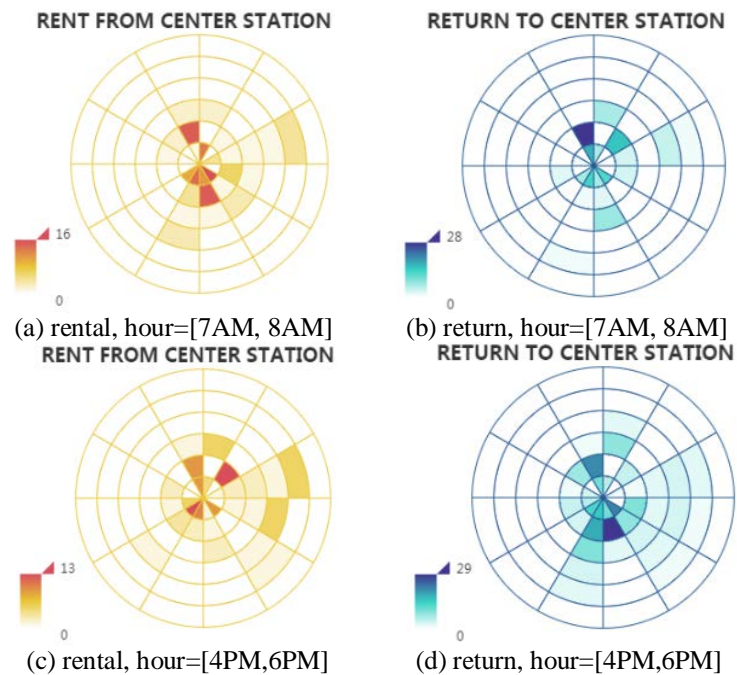 RENT FROM CENTER STATION
RETURN TO CENTER STATION
16
0
28
0
(a) rental, hour=[7AM, 8AM]
(b) return, hour=[7AM, 8AM]
RENT FROM CENTER STATION
RETURN TO CENTER STATION
13
0
29
0
(c) rental, hour=[4PM,6PM]
(d) return, hour=[4PM,6PM]